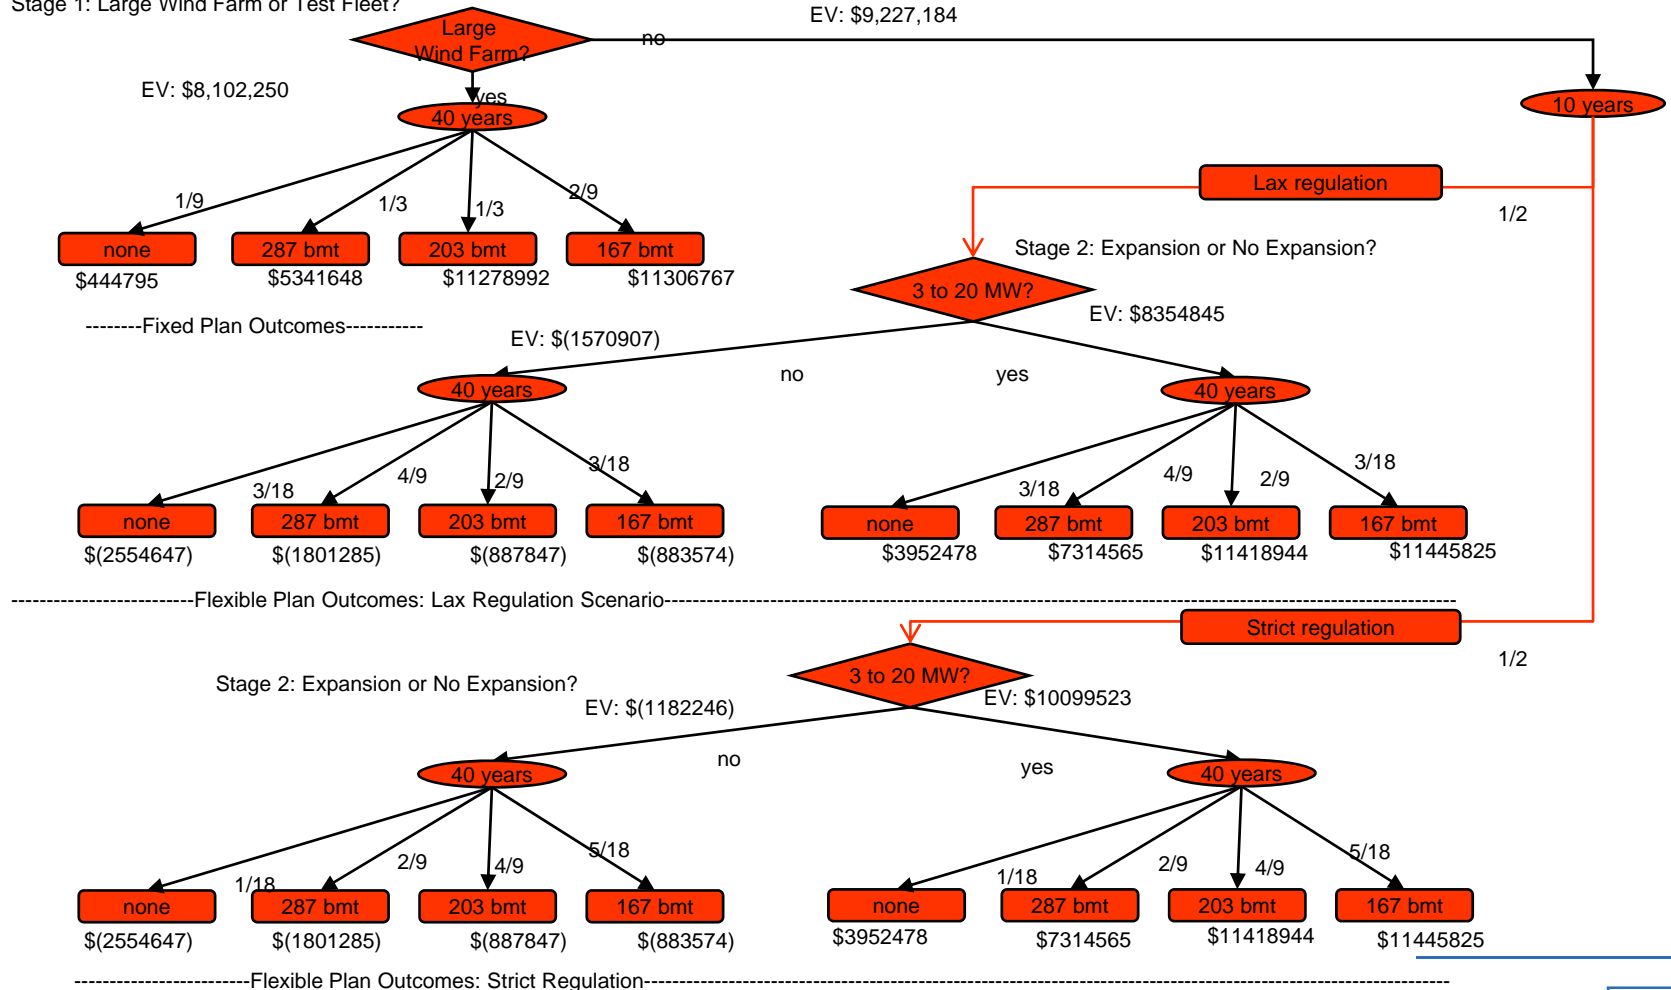 Stage 1: Large Wind Farm or Test Fleet?
EV: $9,227,184
Large
Wind Farm?
no
EV: $8,102,250
yes
40 years
10 years
1/9
1/3
1/3
2/9
Lax regulation
1/2
none
287 bmt
203 bmt
167 bmt
$444795
$5341648
$11278992
$11306767
Stage 2: Expansion or No Expansion?
3 to 20 MW?
--------Fixed Plan Outcomes-----------
EV: $(1570907)
EV: $8354845
no
yes
40 years
40 years
3/18
4/9
2/9
3/18
3/18
4/9
2/9
3/18
none
287 bmt
203 bmt
167 bmt
none
287 bmt
203 bmt
167 bmt
$(2554647)
$(1801285)
$(887847)
$(883574)
$3952478
$7314565
$11418944
$11445825
--------------------------Flexible Plan Outcomes: Lax Regulation Scenario-----------------------------------------------------------------------------------------------------------------
Strict regulation
1/2
Stage 2: Expansion or No Expansion?
3 to 20 MW?
EV: $(1182246)
EV: $10099523
no
yes
40 years
40 years
1/18
2/9
4/9
5/18
1/18
2/9
4/9
5/18
none
287 bmt
203 bmt
167 bmt
none
287 bmt
203 bmt
167 bmt
$(2554647)
$(1801285)
$(887847)
$(883574)
$3952478
$7314565
$11418944
$11445825
-------------------------Flexible Plan Outcomes: Strict Regulation-------------------------------------------------------------------------------------------------------------------